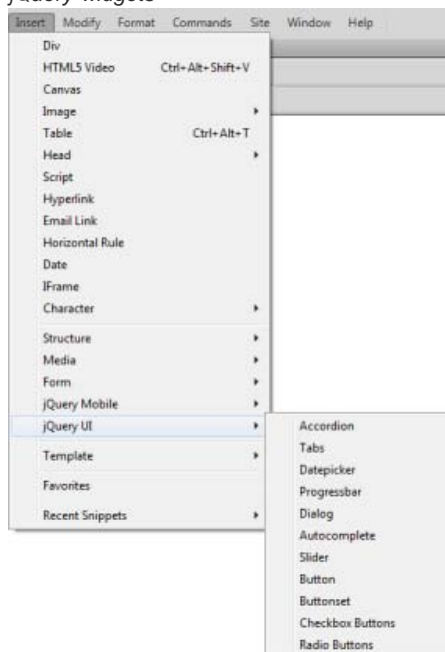 jQuery widgets
Insert Modify Format Commands Site Window Help
Div
HTML5 Video Ctrl+Alt+Shift+V
Canvas
Image
Table Ctrl+Alt+T
Head
Script
Hyperlink
Email Link
Horizontal Rule
Date
IFrame
Character
Structure
Media
Form
jQuery Mobile
jQuery UI
Template
Favorites
Recent Snippets
Accordion
Tabs
Datepicker
Progressbar
Dialog
Autocomplete
Slider
Button
Buttonset
Checkbox Buttons
Radio Buttons